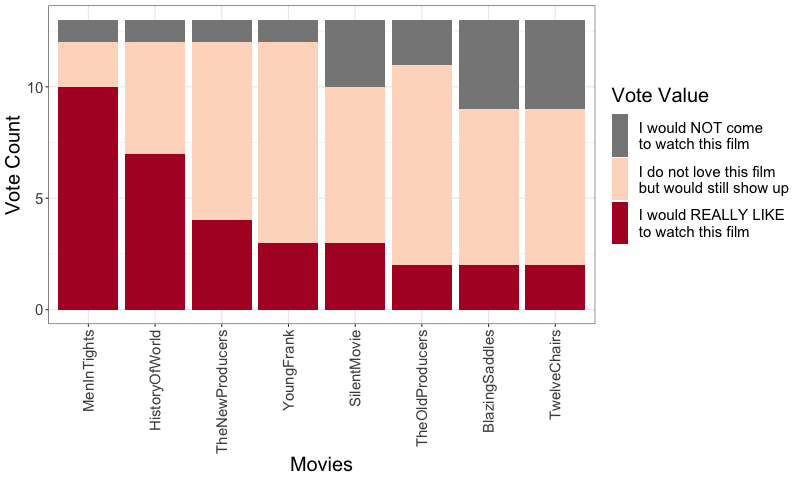 Vote Count
10
5
0
MenInTights
HistoryOfWorld
TheNewProducers
YoungFrank
SilentMovie
TheOldProducers
BlazingSaddles
TwelveChairs
Movies
Vote Value
I would NOT come
to watch this film
I do not love this film
but would still show up
I would REALLY LIKE
to watch this film